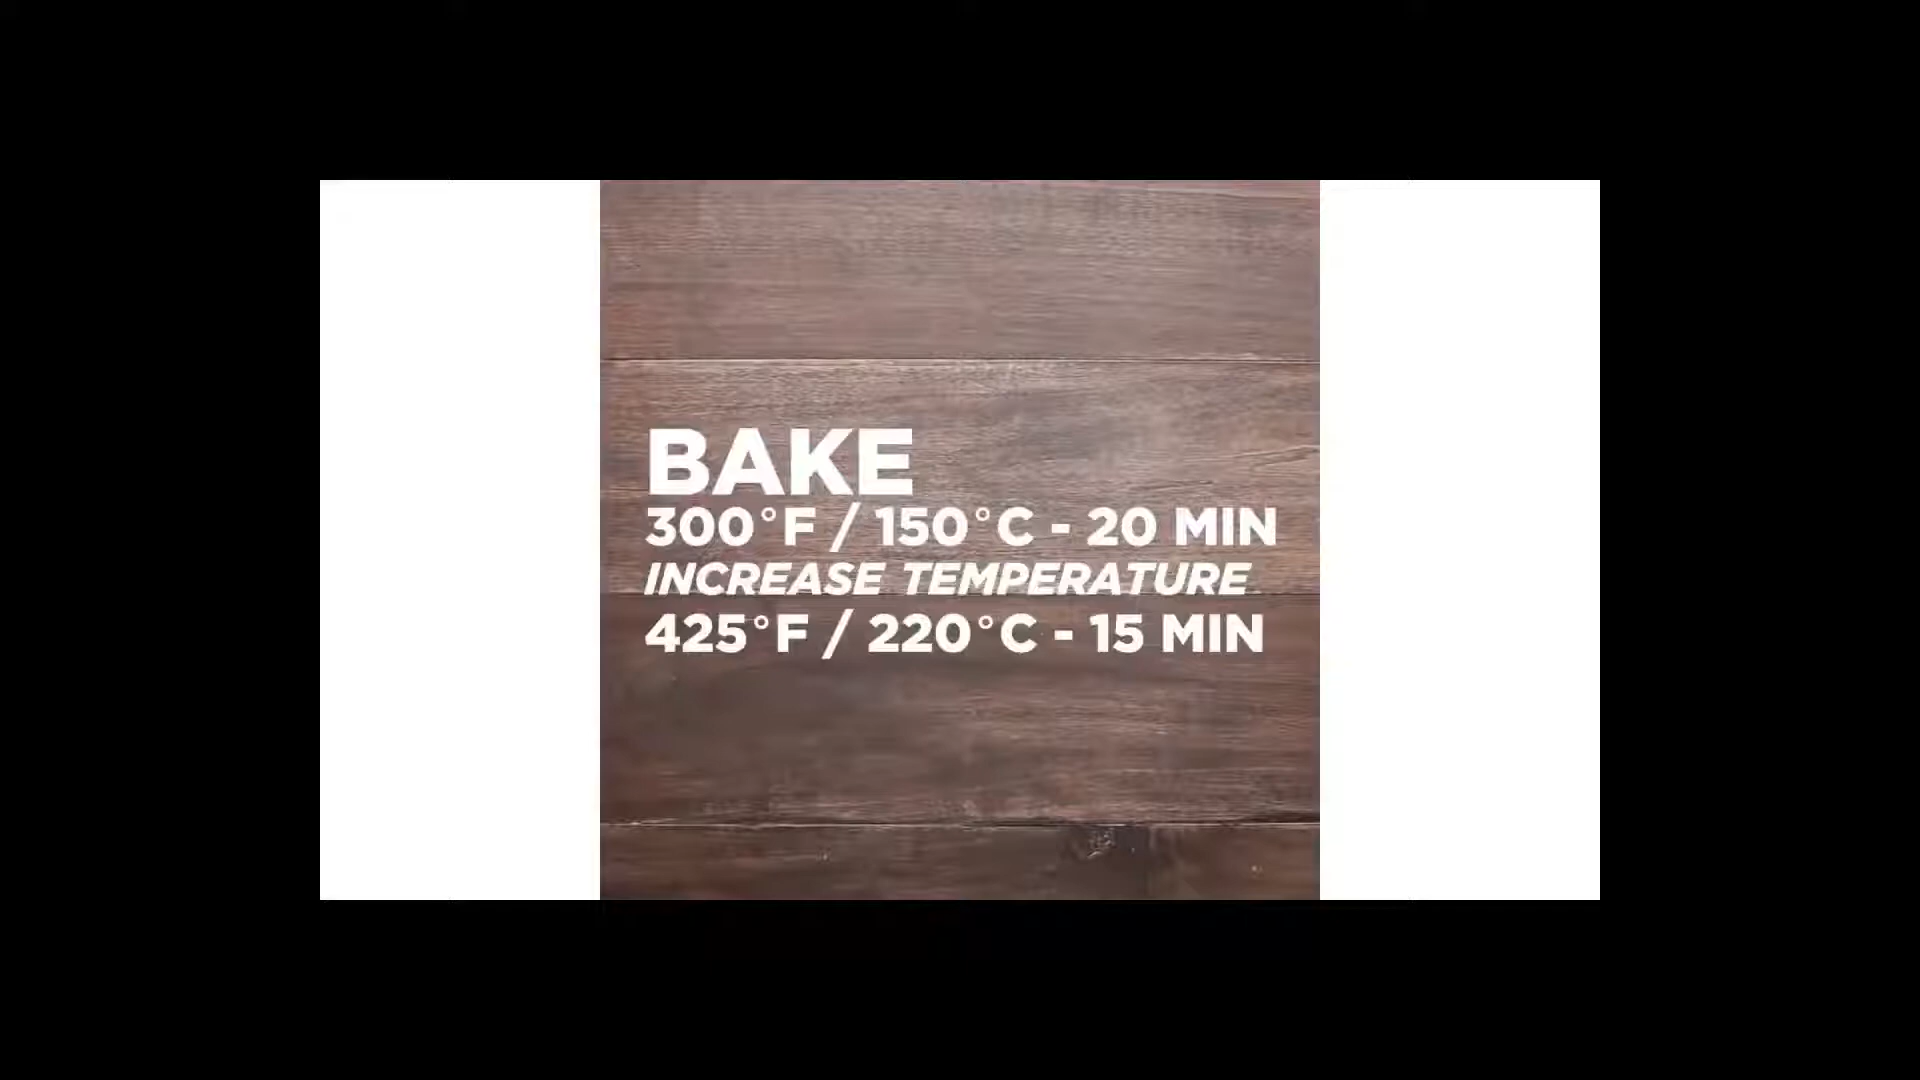 BAKE
300°F / 150°C - 20 MIN
INCREASE TEMPERATURE
425°F / 220°C - 15 MIN